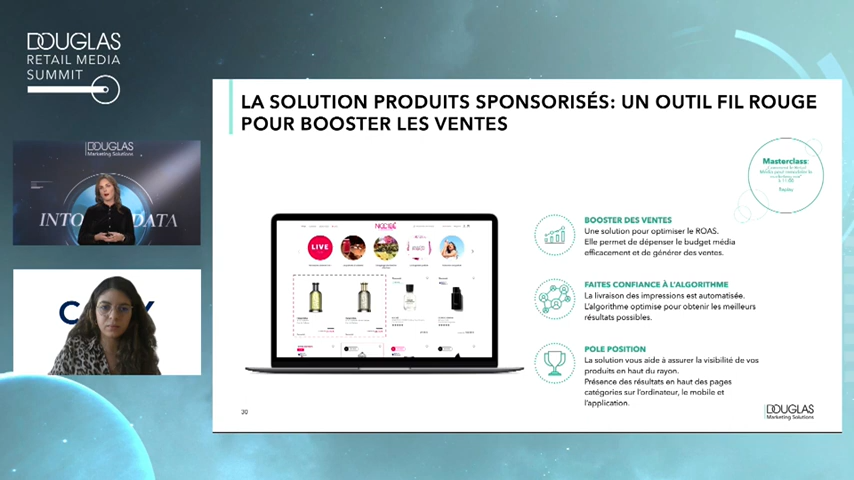 DOUGLAS
RETAIL MEDIA
SUMMIT
DOUGLAS
Marketing Solutions
INTO DATA
LA SOLUTION PRODUITS SPONSORISÉS: UN OUTIL FIL ROUGE
POUR BOOSTER LES VENTES
Masterclass:
à 11:00
Replay
NOCIBÉ
LIVE
BOOSTER DES VENTES
Une solution pour optimiser le ROAS.
Elle permet de dépenser le budget média
efficacement et de générer des ventes.
FAITES CONFIANCE À L'ALGORITHME
La livraison des impressions est automatisée.
L'algorithme optimise pour obtenir les meilleurs
résultats possibles.
POLE POSITION
La solution vous aide à assurer la visibilité de vos
produits en haut du rayon.
Présence des résultats en haut des pages
catégories sur l'ordinateur, le mobile et
l'application.
20
DOUGLAS
Marketing Solutions